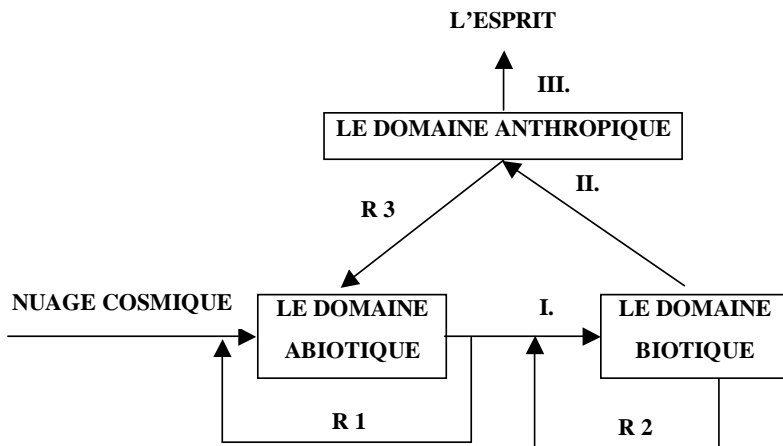 L'ESPRIT
III.
LE DOMAINE ANTHROPIQUE
II.
R 3
NUAGE COSMIQUE
LE DOMAINE
ABIOTIQUE
I.
LE DOMAINE
BIOTIQUE
R 1
R 2